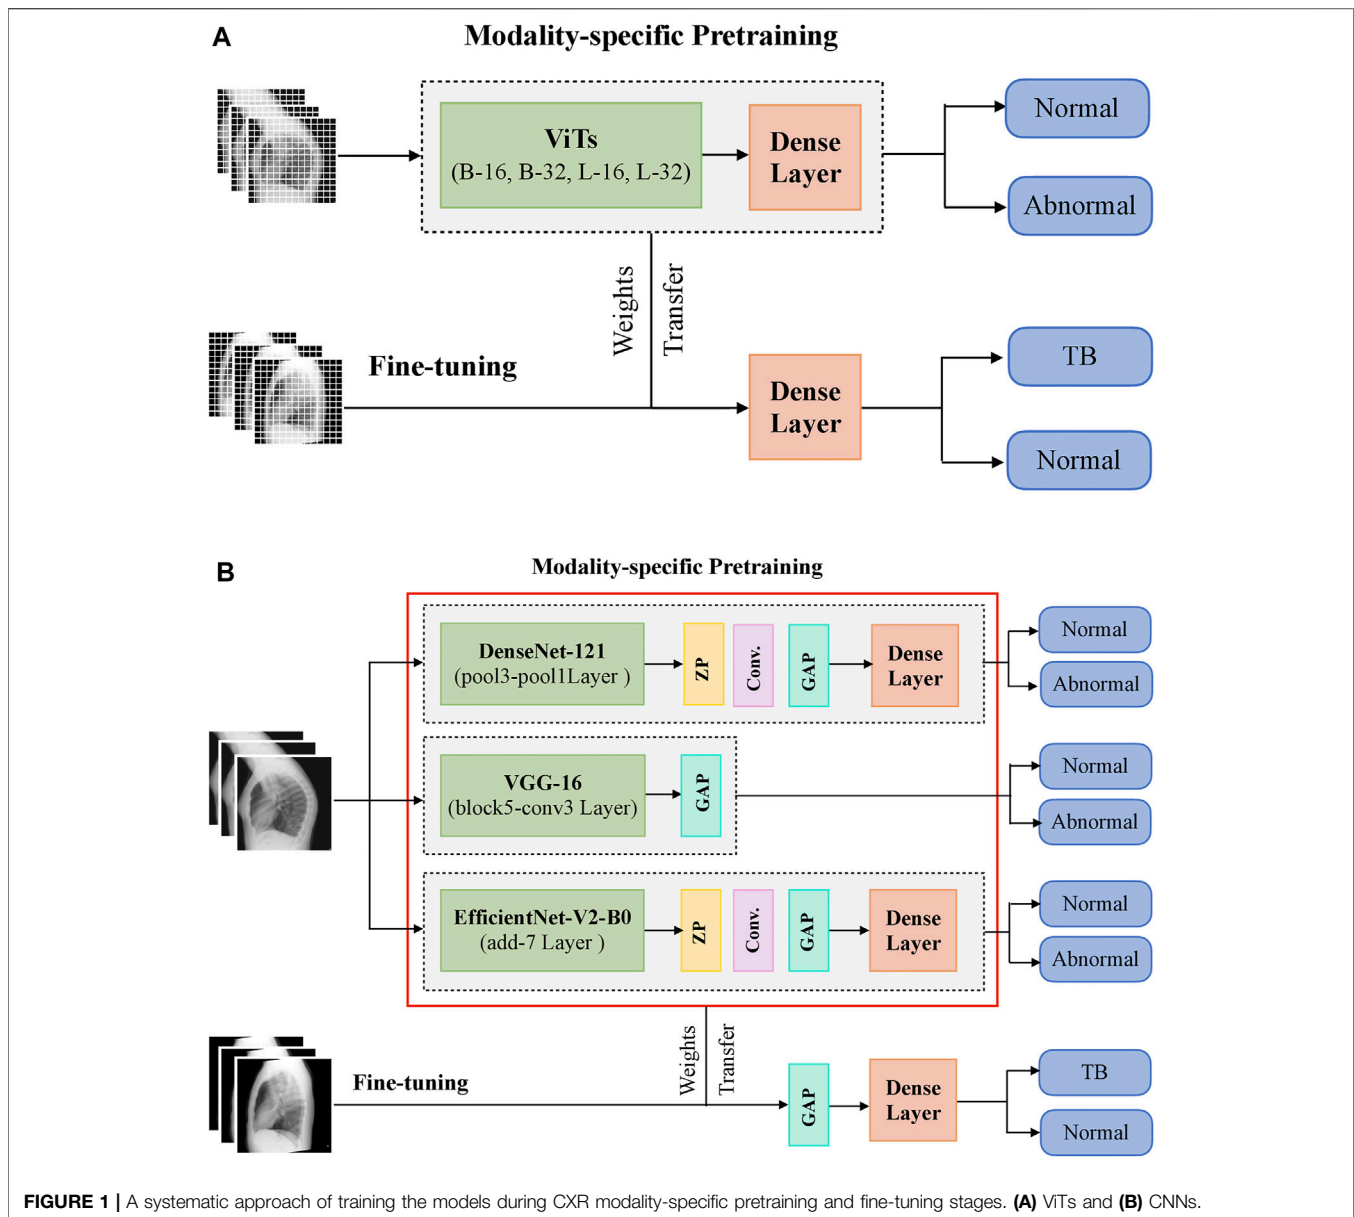 A
Modality-specific Pretraining
ViTs
(B-16, B-32, L-16, L-32)
Dense
Layer
Normal
Abnormal
Weights
Transfer
Fine-tuning
Dense
Layer
TB
Normal
B
Modality-specific Pretraining
DenseNet-121
(pool3-pool1Layer )
ZP
Conv.
GAP
Dense
Layer
Normal
Abnormal
VGG-16
(block5-conv3 Layer)
GAP
Normal
Abnormal
EfficientNet-V2-B0
(add-7 Layer )
ZP
Conv.
GAP
Dense
Layer
Normal
Abnormal
Weights
Transfer
Fine-tuning
GAP
Dense
Layer
TB
Normal
FIGURE 1 | A systematic approach of training the models during CXR modality-specific pretraining and fine-tuning stages. (A) ViTs and (B) CNNs.